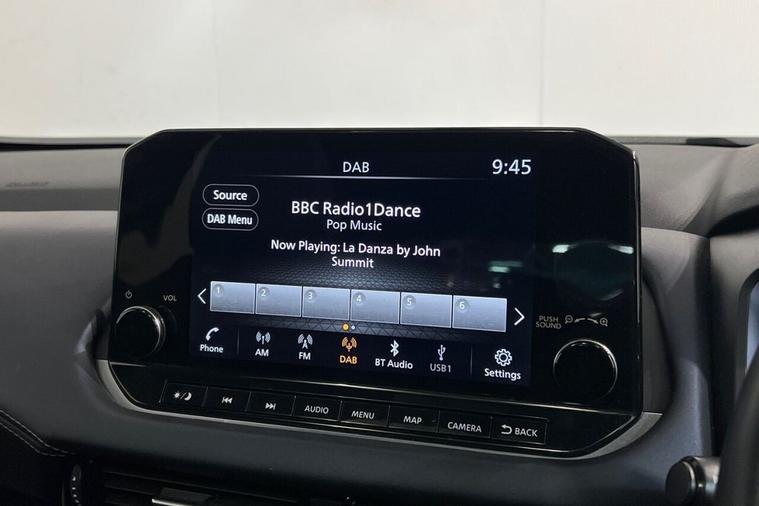 DAB
9:45
Source
BBC Radio1Dance
DAB Menu
Pop Music
Now Playing: La Danza by John
Summit
1 2 3 4 5 6
VOL
PUSH
SOUND
Phone
AM
FM
DAB
BT Audio
USB1
Settings
AUDIO
MENU
MAP
CAMERA
BACK